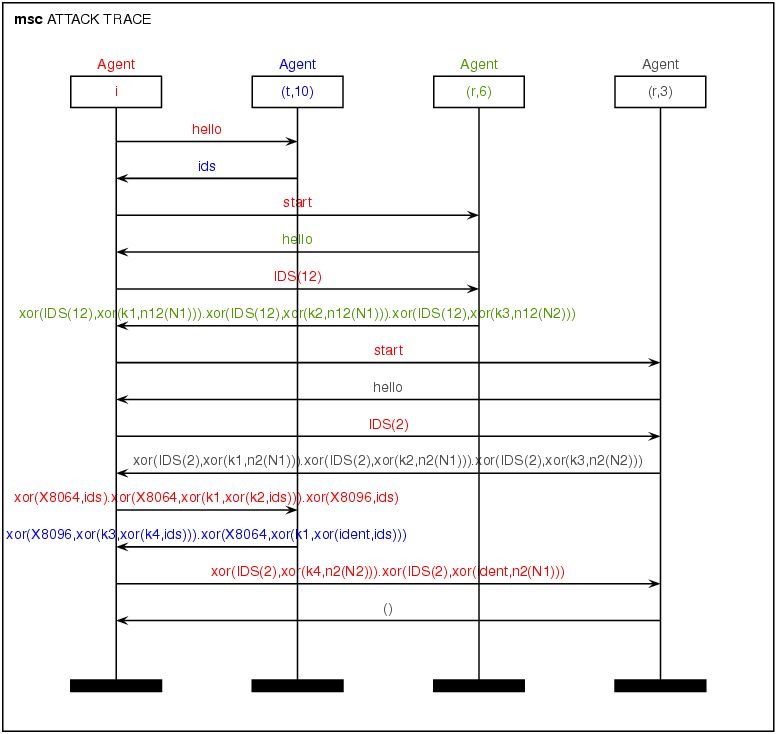 msc ATTACK TRACE
Agent Agent Agent Agent
i (t,10) (r,6) (r,3)
hello
ids
start
hello
IDS(12)
xor(IDS(12),xor(k1,n12(N1))).xor(IDS(12),xor(k2,n12(N1))).xor(IDS(12),xor(k3,n12(N2)))
start
hello
IDS(2)
xor(IDS(2),xor(k1,n2(N1))).xor(IDS(2),xor(k2,n2(N1))).xor(IDS(2),xor(k3,n2(N2)))
xor(X8064,ids).xor(X8064,xor(k1,xor(k2,ids))).xor(X8096,ids)
xor(X8096,xor(k3,xor(k4,ids))).xor(X8064,xor(k1,xor(ident,ids)))
xor(IDS(2),xor(k4,n2(N2))).xor(IDS(2),xor(ident,n2(N1)))
()